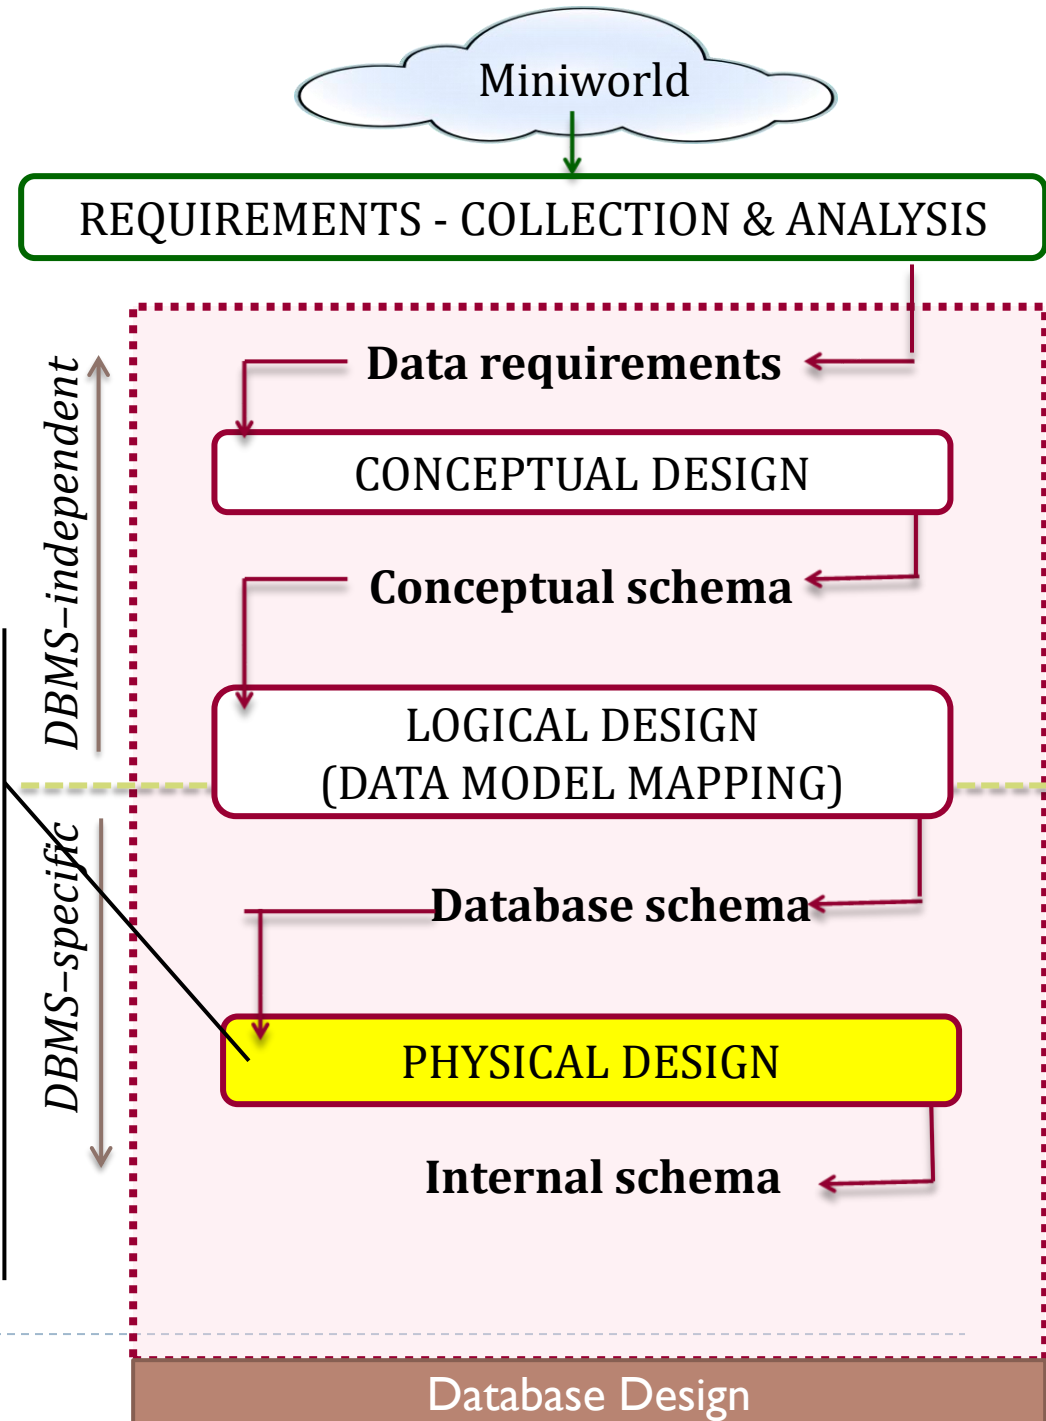 Miniworld
REQUIREMENTS - COLLECTION & ANALYSIS
Data requirements
CONCEPTUAL DESIGN
DBMS–independent
Conceptual schema
LOGICAL DESIGN
(DATA MODEL MAPPING)
Database schema
DBMS–specific
PHYSICAL DESIGN
Internal schema
Database Design